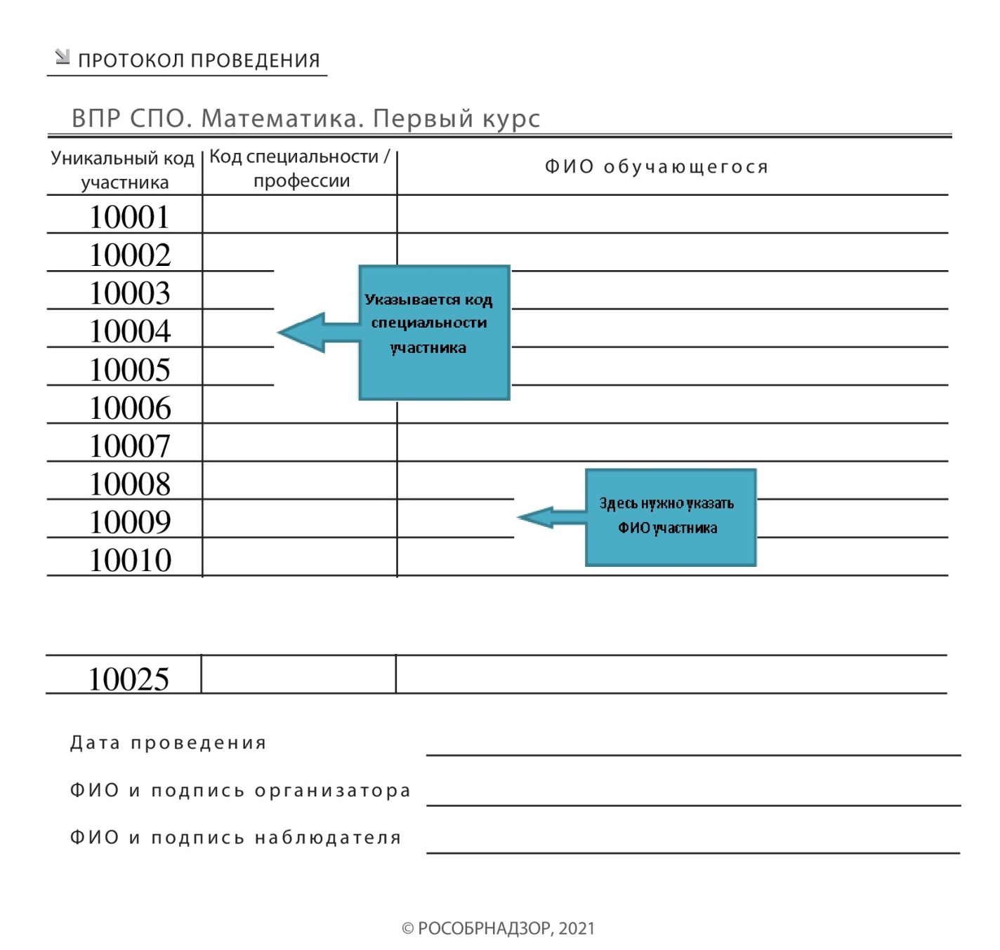 ПРОТОКОЛ ПРОВЕДЕНИЯ
ВПР СПО. Математика. Первый курс
Уникальный код участника
Код специальности / профессии
ФИО обучающегося
10001
10002
10003
10004
10005
10006
10007
10008
10009
10010
Указывается код
специальности
участника
Здесь нужно указать
ФИО участника
10025
Дата проведения
ФИО и подпись организатора
ФИО и подпись наблюдателя
© РОСОБРНАДЗОР, 2021